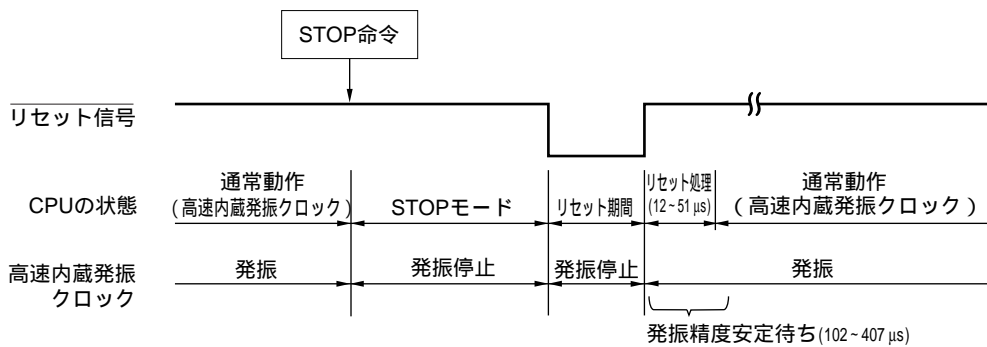 STOP命令
リセット信号
CPUの状態
通常動作
(高速内蔵発振クロック)
STOPモード
リセット期間
リセット処理
(12~51 μs)
通常動作
(高速内蔵発振クロック)
高速内蔵発振
クロック
発振
発振停止
発振停止
発振
発振精度安定待ち(102~407 μs)